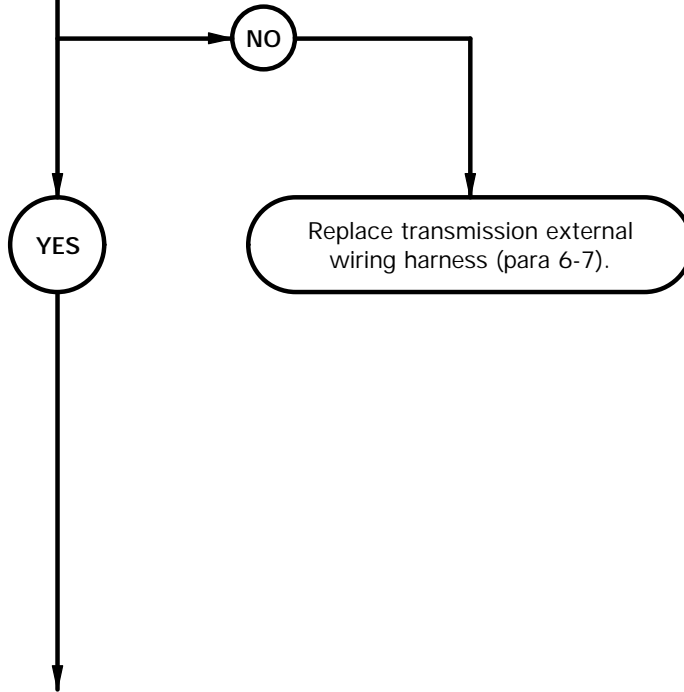 NO
YES
Replace transmission external
wiring harness (para 6-7).